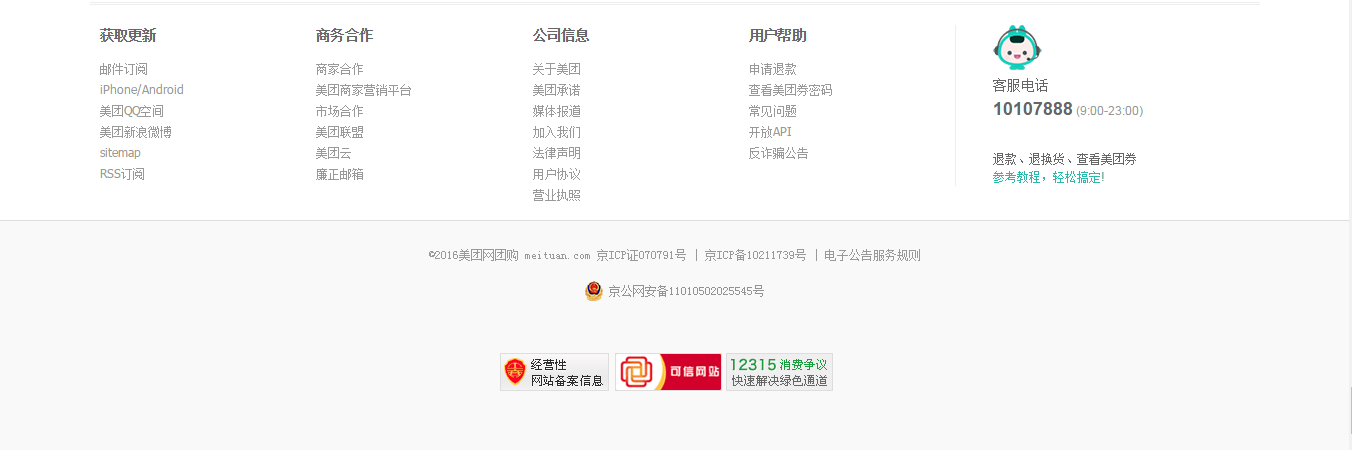 获取更新
邮件订阅
iPhone/Android
美团QQ空间
美团新浪微博
sitemap
RSS订阅
商务合作
商家合作
美团商家营销平台
市场合作
美团联盟
美团云
廉正邮箱
公司信息
关于美团
美团承诺
媒体报道
加入我们
法律声明
用户协议
营业执照
用户帮助
申请退款
查看美团券密码
常见问题
开放API
反诈骗公告
客服电话
10107888 (9:00-23:00)
退款、退换货、查看美团券
参考教程，轻松搞定!
©2016美团网团购 meituan.com 京ICP证070791号 | 京ICP备10211739号 | 电子公告服务规则
京公网安备11010502025545号
经营性
网站备案信息
可信网站
12315 消费争议
快速解决绿色通道